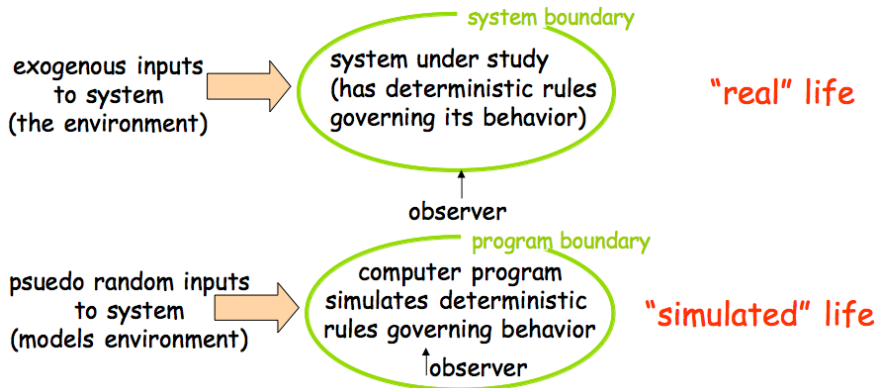 system boundary
exogenous inputs
to system
(the environment)
system under study
(has deterministic rules
governing its behavior)
"real" life
observer
program boundary
psuedo random inputs
to system
(models environment)
computer program
simulates deterministic
rules governing behavior
observer
"simulated" life